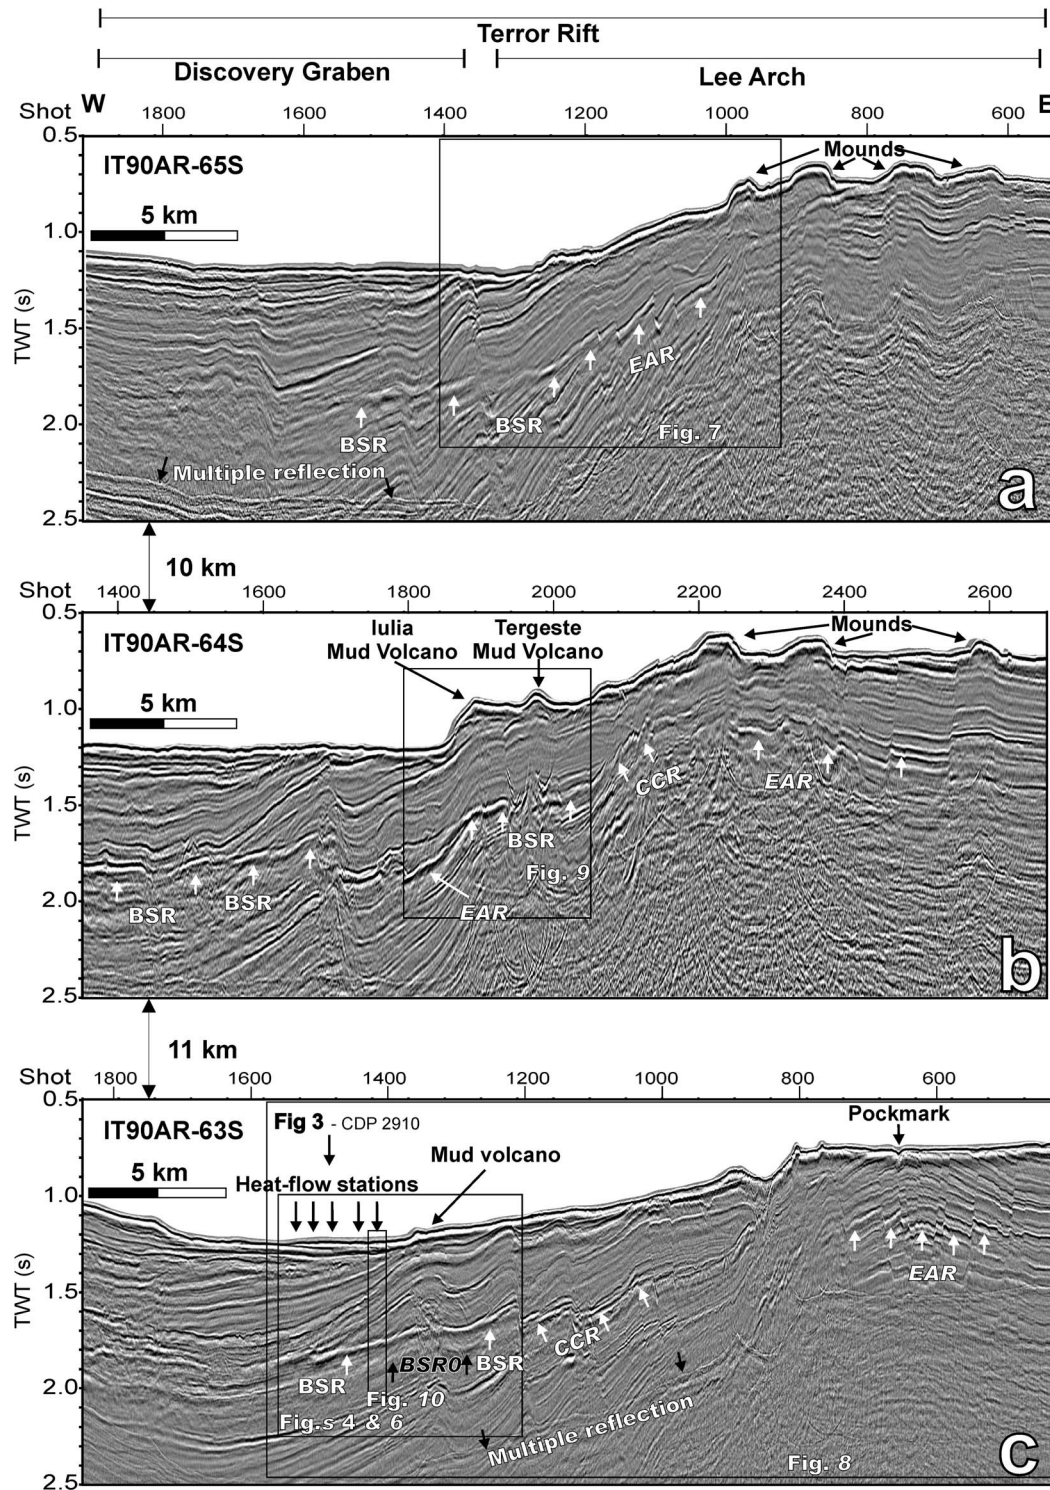 Terror Rift
Discovery Graben
Lee Arch
Shot
W
1800
1600
1400
1200
1000
800
600
E
0.5
1.0
1.5
2.0
2.5
TWT (s)
IT90AR-65S
5 km
Mounds
EAR
BSR
BSR
Fig. 7
Multiple reflection
a
10 km
Shot
1400
1600
1800
2000
2200
2400
2600
0.5
1.0
1.5
2.0
2.5
TWT (s)
IT90AR-64S
5 km
Iulia
Mud Volcano
Tergeste
Mud Volcano
Mounds
CCR
EAR
BSR
BSR
BSR
Fig. 9
EAR
b
11 km
Shot
1800
1600
1400
1200
1000
800
600
0.5
1.0
1.5
2.0
2.5
TWT (s)
IT90AR-63S
5 km
Fig 3 - CDP 2910
Heat-flow stations
Mud volcano
Pockmark
EAR
CCR
BSR
BSR0
BSR
Fig. 10
Fig.s 4 & 6
Multiple reflection
Fig. 8
c